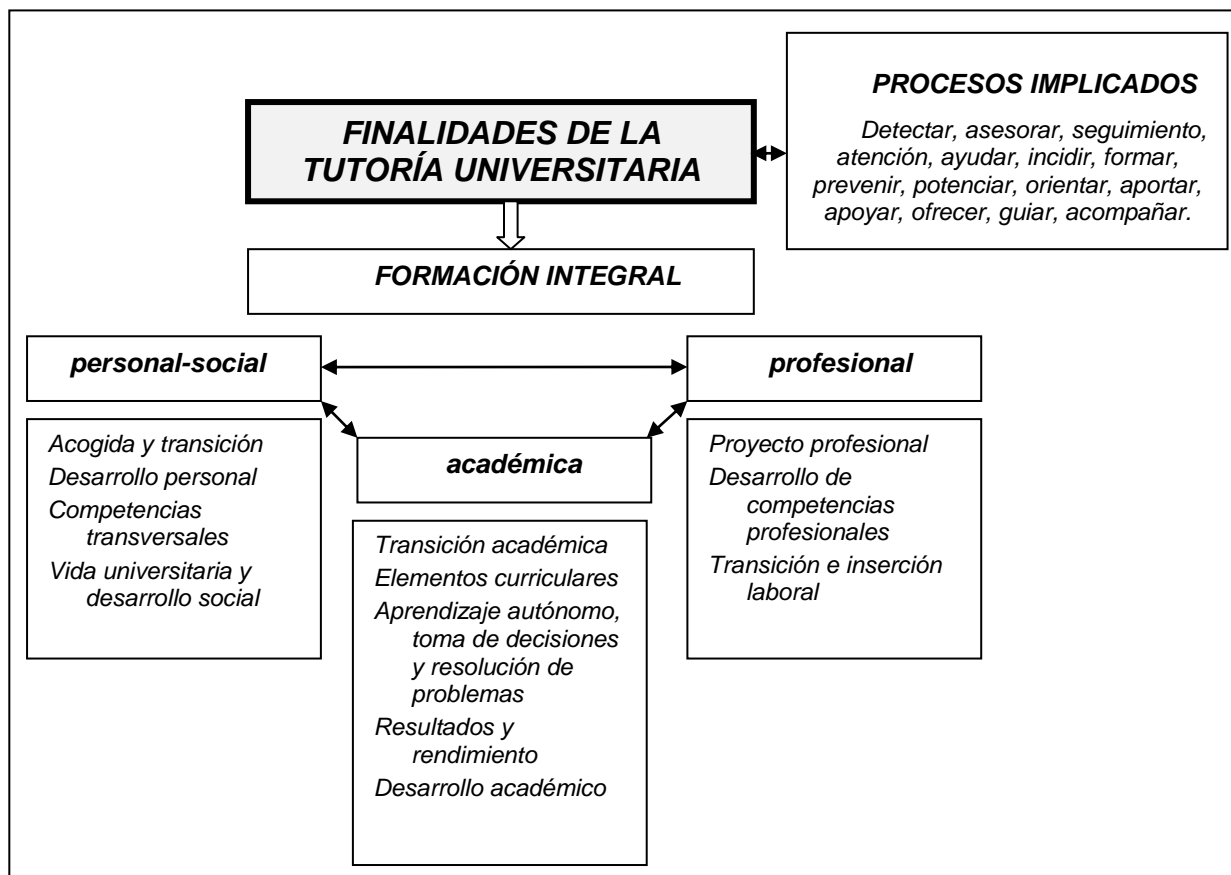 PROCESOS IMPLICADOS
Detectar, asesorar, seguimiento,
atención, ayudar, incidir, formar,
prevenir, potenciar, orientar, aportar,
apoyar, ofrecer, guiar, acompañar.
FINALIDADES DE LA
TUTORÍA UNIVERSITARIA
FORMACIÓN INTEGRAL
personal-social
Acogida y transición
Desarrollo personal
Competencias
transversales
Vida universitaria y
desarrollo social
académica
Transición académica
Elementos curriculares
Aprendizaje autónomo,
toma de decisiones
y resolución de
problemas
Resultados y
rendimiento
Desarrollo académico
profesional
Proyecto profesional
Desarrollo de
competencias
profesionales
Transición e inserción
laboral